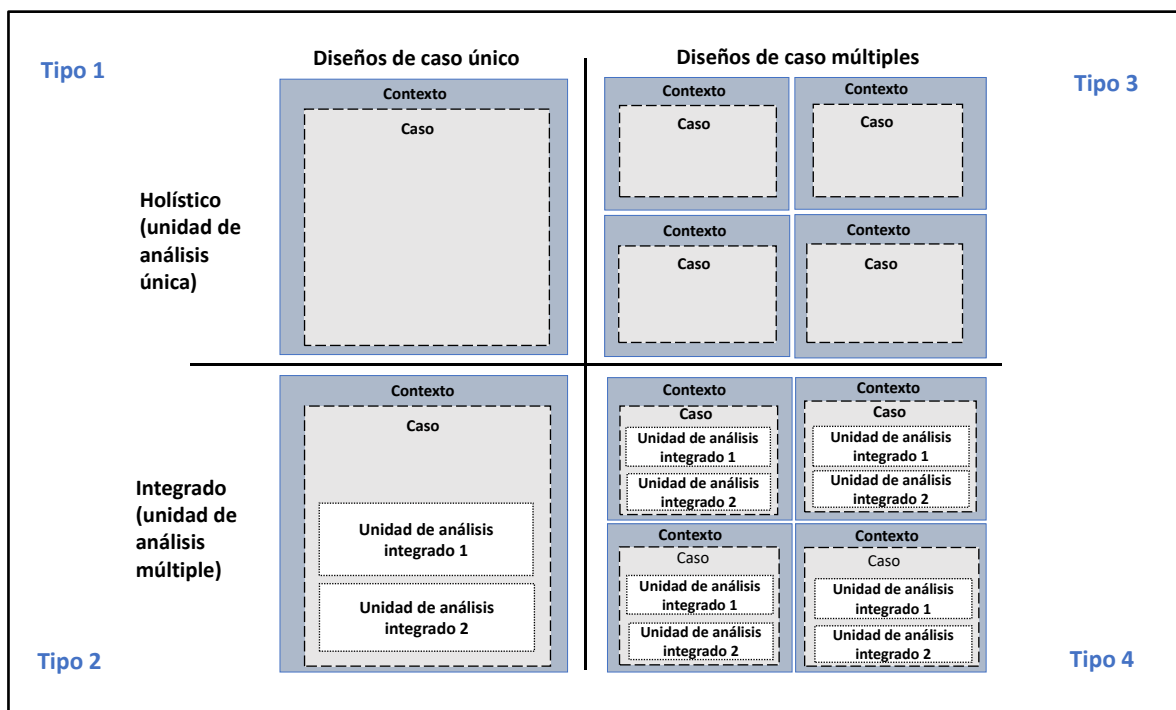 Diseños de caso único
Diseños de caso múltiples
Tipo 1
Tipo 3
Contexto
Caso
Holístico
(unidad de
análisis
única)
Contexto
Caso
Contexto
Caso
Contexto
Caso
Contexto
Caso
Integrado
(unidad de
análisis
múltiple)
Contexto
Caso
Unidad de análisis
integrado 1
Unidad de análisis
integrado 2
Contexto
Caso
Unidad de análisis
integrado 1
Unidad de análisis
integrado 2
Contexto
Caso
Unidad de análisis
integrado 1
Unidad de análisis
integrado 2
Contexto
Caso
Unidad de análisis
integrado 1
Unidad de análisis
integrado 2
Contexto
Caso
Unidad de análisis
integrado 1
Unidad de análisis
integrado 2
Tipo 2
Tipo 4